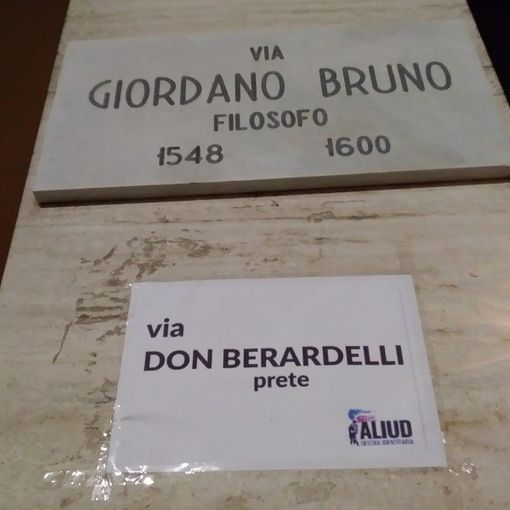 VIA
GIORDANO BRUNO
FILOSOFO
1548 1600
via
DON BERARDELLI
prete
ALIUD